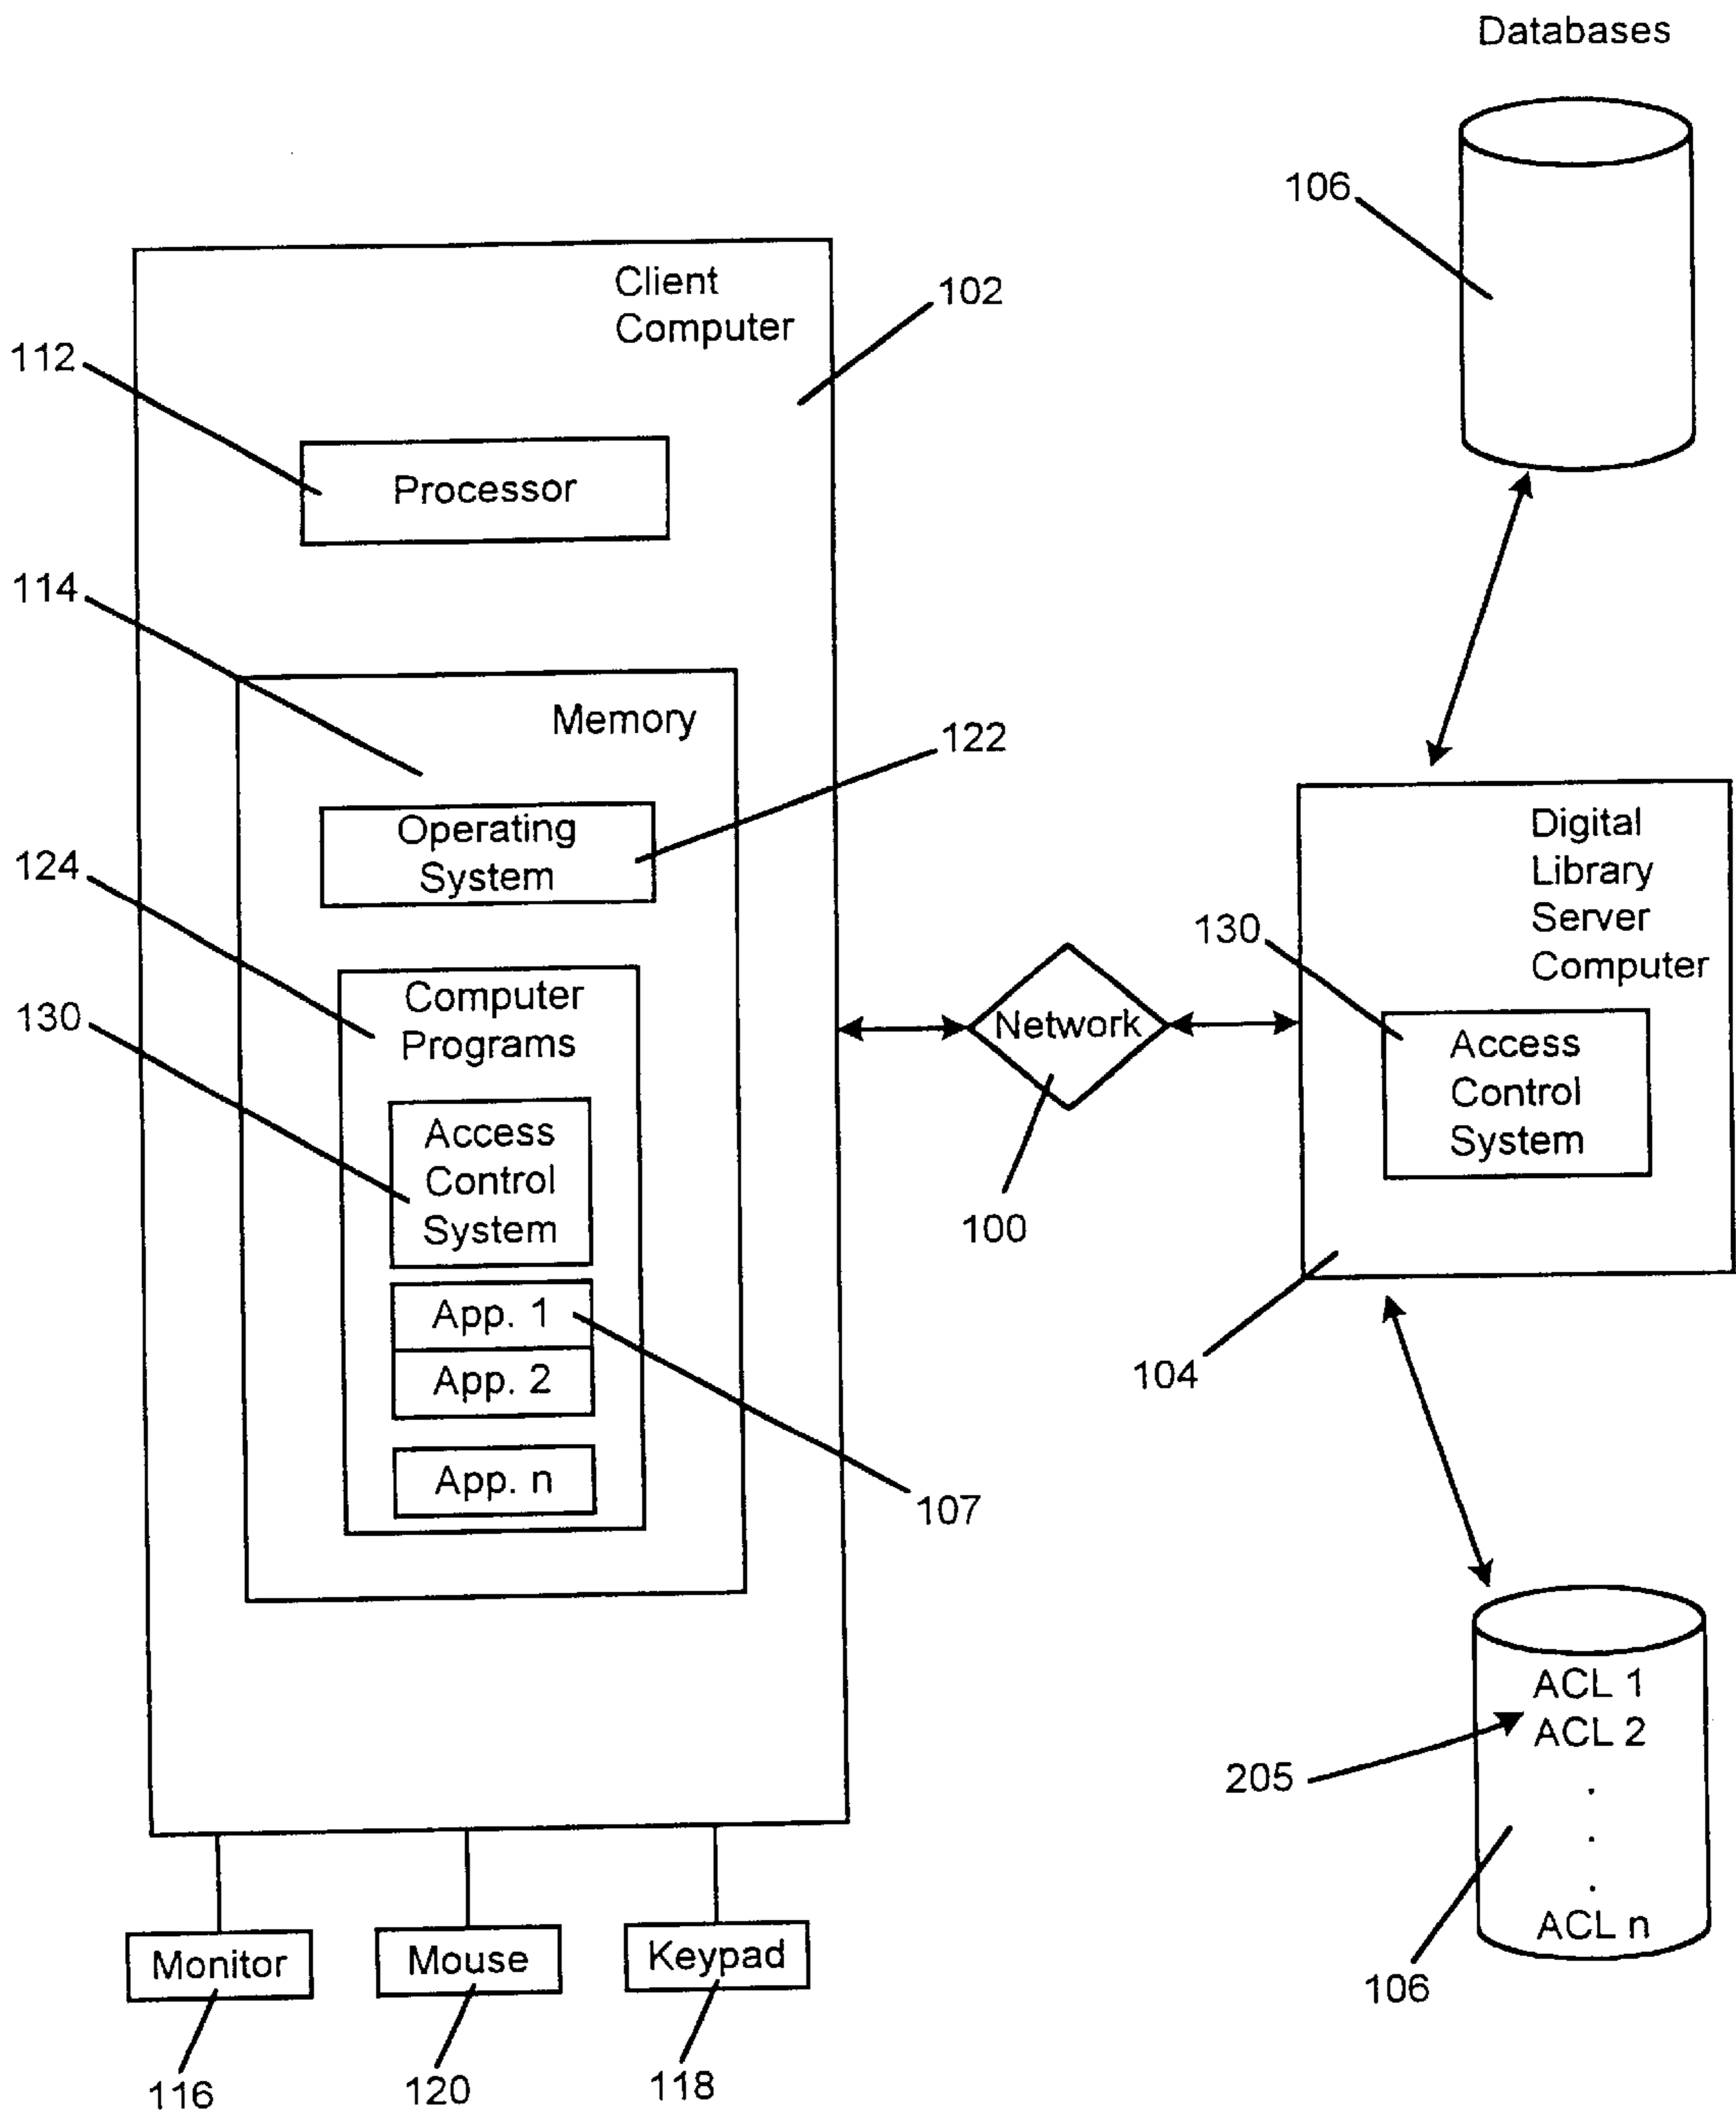 Databases
106
Client
Computer
102
112
Processor
114
Memory
122
Operating
System
124
Computer
Programs
130
Access
Control
System
App. 1
App. 2
App. n
107
Network
100
Digital
Library
Server
Computer
130
Access
Control
System
104
ACL 1
ACL 2
205
.
.
.
ACL n
106
Monitor
Mouse
Keypad
116
120
118